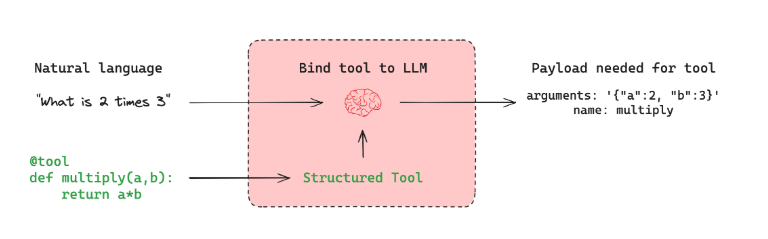 Natural language
Bind tool to LLM
Payload needed for tool
"What is 2 times 3"
arguments: '{"a":2, "b":3}'
name: multiply
@tool
def multiply(a,b):
    return a*b
Structured Tool